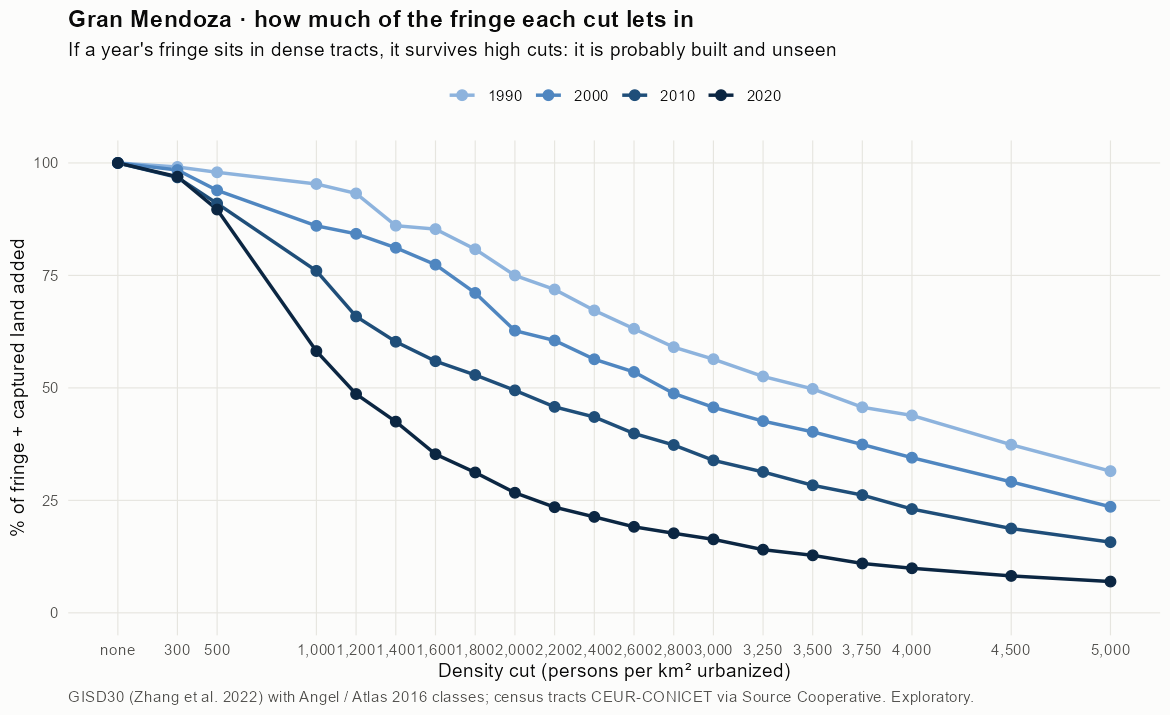 Gran Mendoza · how much of the fringe each cut lets in
If a year's fringe sits in dense tracts, it survives high cuts: it is probably built and unseen
1990 2000 2010 2020
% of fringe + captured land added
100
75
50
25
0
none 300 500 1,000 1,200 1,400 1,600 1,800 2,000 2,200 2,400 2,600 2,800 3,000 3,250 3,500 3,750 4,000 4,500 5,000
Density cut (persons per km² urbanized)
GISD30 (Zhang et al. 2022) with Angel / Atlas 2016 classes; census tracts CEUR-CONICET via Source Cooperative. Exploratory.